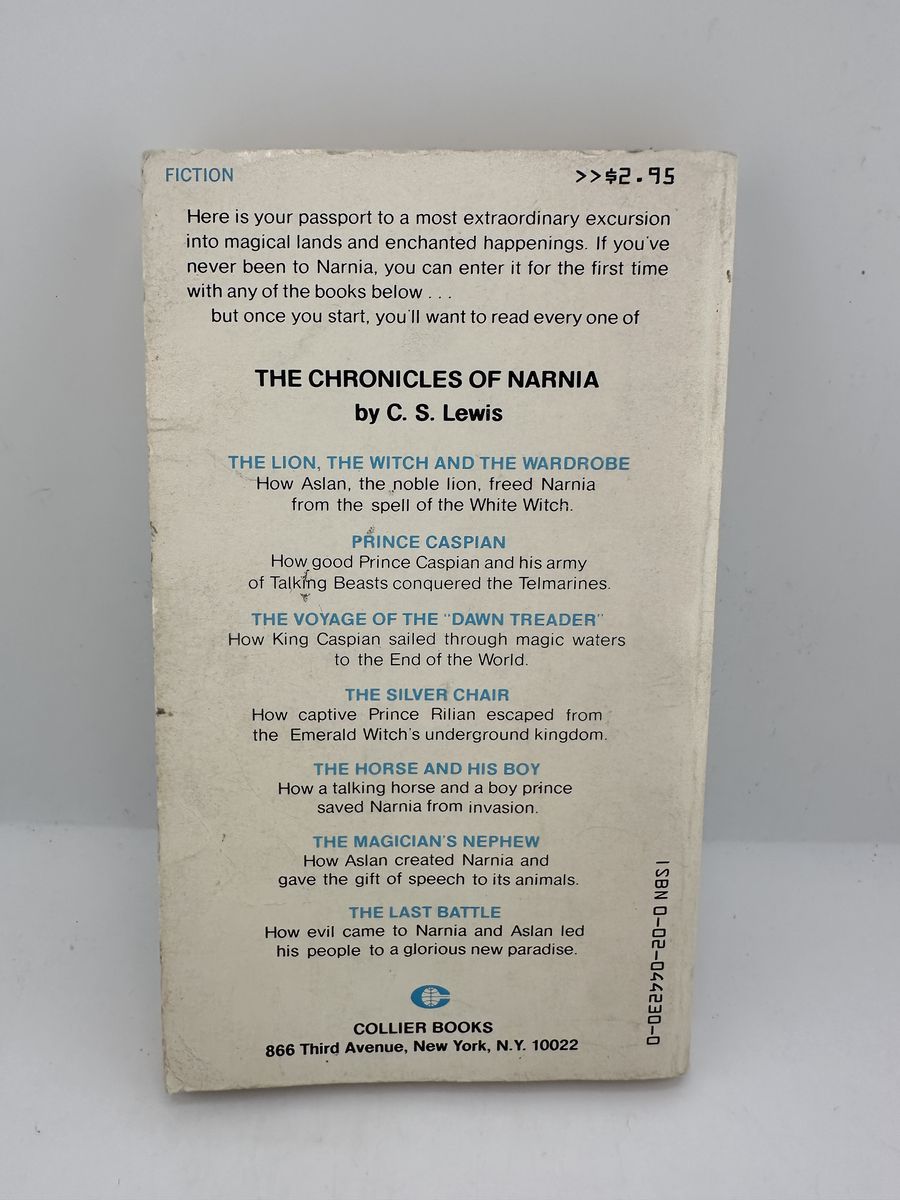 FICTION
>>$2.95
Here is your passport to a most extraordinary excursion
into magical lands and enchanted happenings. If you've
never been to Narnia, you can enter it for the first time
with any of the books below . . .
but once you start, you'll want to read every one of
THE CHRONICLES OF NARNIA
by C. S. Lewis
THE LION, THE WITCH AND THE WARDROBE
How Aslan, the noble lion, freed Narnia
from the spell of the White Witch.
PRINCE CASPIAN
How good Prince Caspian and his army
of Talking Beasts conquered the Telmarines.
THE VOYAGE OF THE "DAWN TREADER"
How King Caspian sailed through magic waters
to the End of the World.
THE SILVER CHAIR
How captive Prince Rilian escaped from
the Emerald Witch's underground kingdom.
THE HORSE AND HIS BOY
How a talking horse and a boy prince
saved Narnia from invasion.
THE MAGICIAN'S NEPHEW
How Aslan created Narnia and
gave the gift of speech to its animals.
THE LAST BATTLE
How evil came to Narnia and Aslan led
his people to a glorious new paradise.
COLLIER BOOKS
866 Third Avenue, New York, N.Y. 10022
ISBN 0-02-044230-0